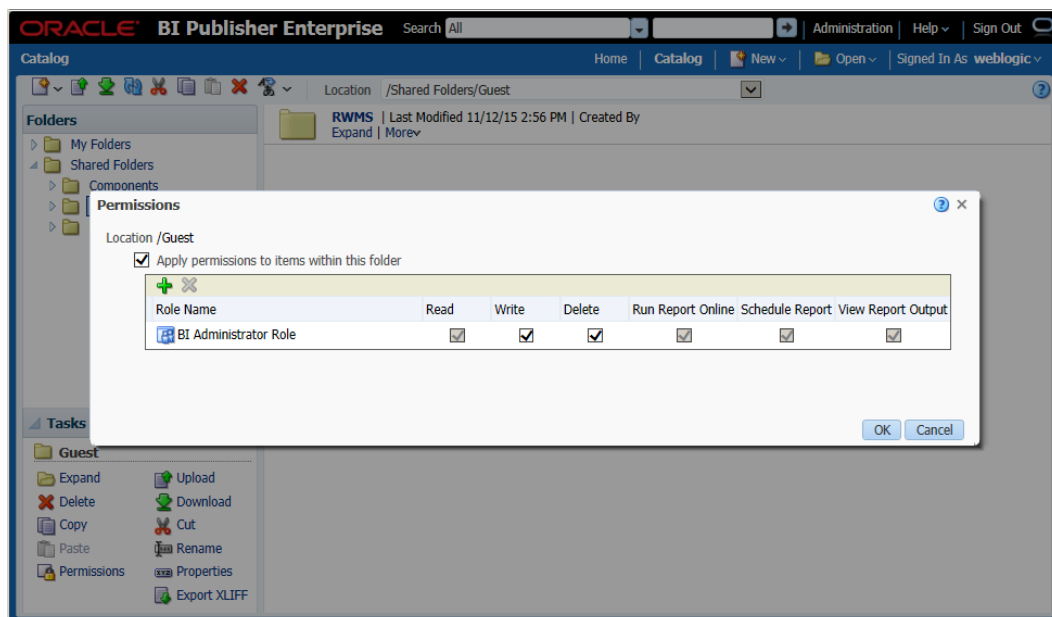 ORACLE BI Publisher Enterprise Search All Administration Help Sign Out
Catalog Home Catalog New Open Signed In As weblogic
Location /Shared Folders/Guest
Folders
RWMS | Last Modified 11/12/15 2:56 PM | Created By
Expand | More
My Folders
Shared Folders
Components
Permissions
Location /Guest
Apply permissions to items within this folder
Role Name Read Write Delete Run Report Online Schedule Report View Report Output
BI Administrator Role
OK Cancel
Tasks
Guest
Expand Upload
Delete Download
Copy Cut
Paste Rename
Permissions Properties
Export XLIFF